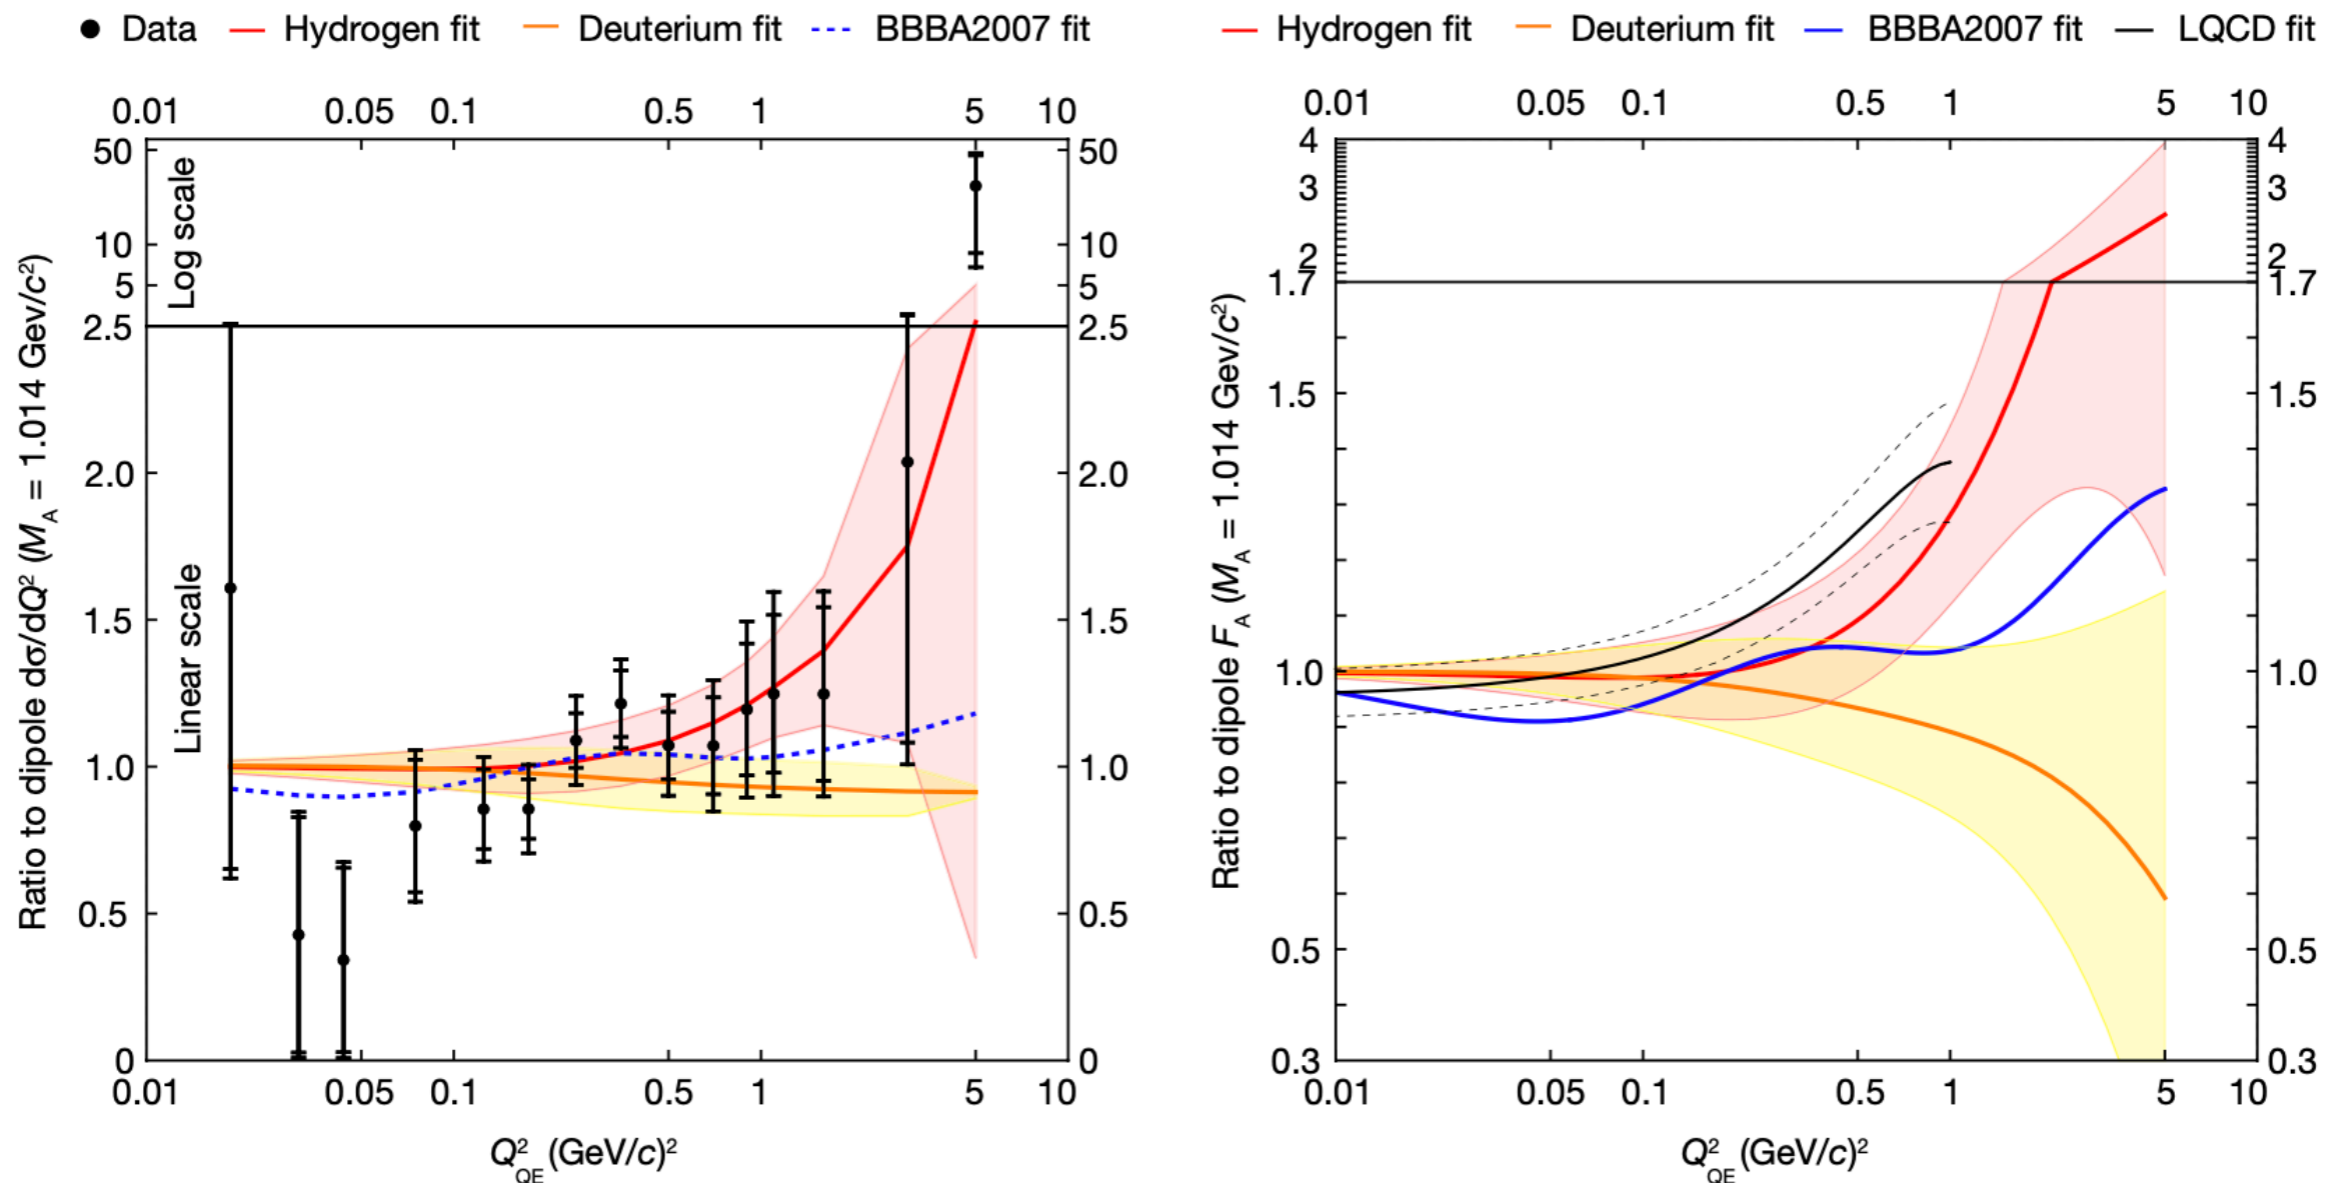 Data Hydrogen fit Deuterium fit BBBA2007 fit
0.01 0.05 0.1 0.5 1 5 10
50 50
10 10
5 5
2.5 2.5
2.0 2.0
1.5 1.5
1.0 1.0
0.5 0.5
0 0
Log scale
Linear scale
Ratio to dipole dσ/dQ² (M_A = 1.014 Gev/c²)
0.01 0.05 0.1 0.5 1 5 10
Q²_QE (GeV/c)²
Hydrogen fit Deuterium fit BBBA2007 fit LQCD fit
0.01 0.05 0.1 0.5 1 5 10
4 4
3 3
2 2
1.7 1.7
1.5 1.5
1.0 1.0
0.5 0.5
0.3 0.3
Ratio to dipole F_A (M_A = 1.014 Gev/c²)
0.01 0.05 0.1 0.5 1 5 10
Q²_QE (GeV/c)²